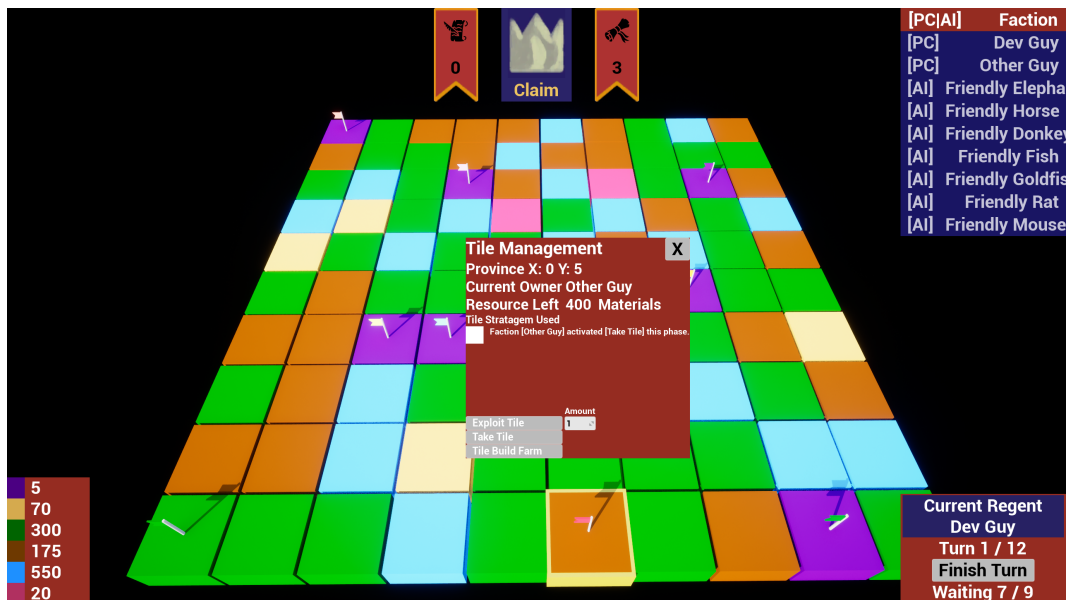 0
Claim
3
[PC|AI] Faction
[PC] Dev Guy
[PC] Other Guy
[AI] Friendly Elepha
[AI] Friendly Horse
[AI] Friendly Donkey
[AI] Friendly Fish
[AI] Friendly Goldfis
[AI] Friendly Rat
[AI] Friendly Mouse
Tile Management X
Province X: 0 Y: 5
Current Owner Other Guy
Resource Left 400 Materials
Tile Stratagem Used
Faction [Other Guy] activated [Take Tile] this phase.
Amount
Exploit Tile 1
Take Tile
Tile Build Farm
5
70
300
175
550
20
Current Regent
Dev Guy
Turn 1 / 12
Finish Turn
Waiting 7 / 9